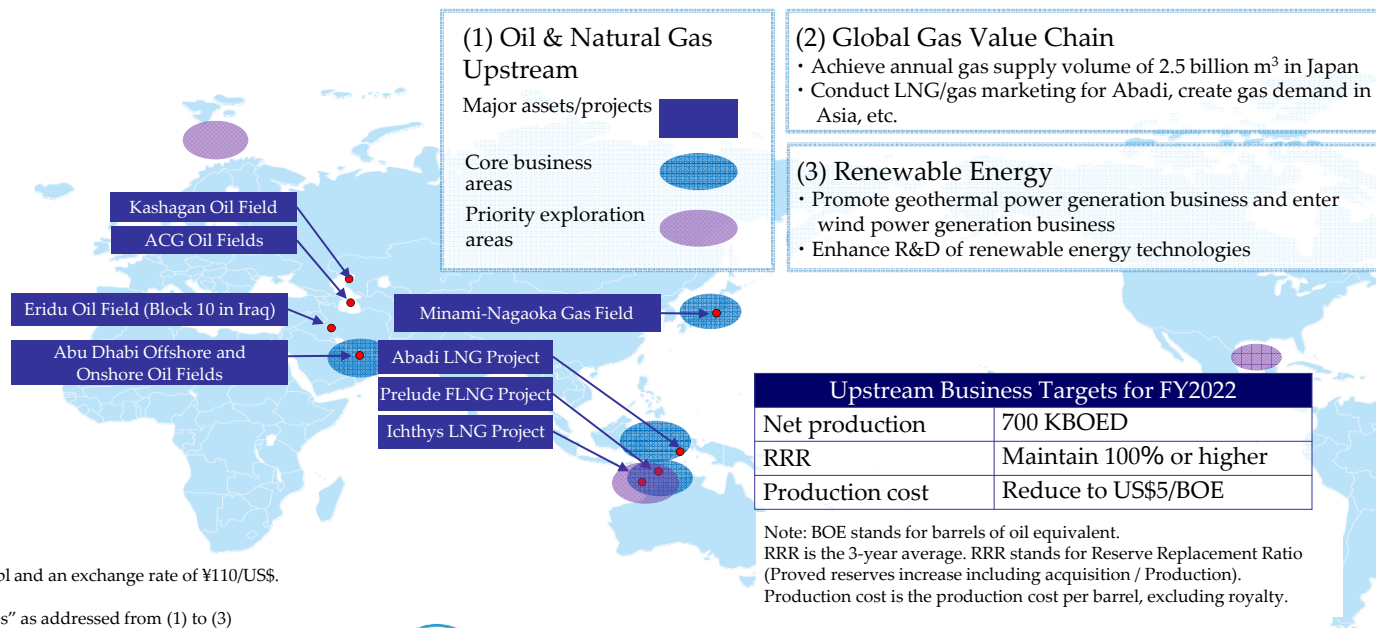 (1) Oil & Natural Gas
Upstream
Major assets/projects
Core business
areas
Priority exploration
areas
(2) Global Gas Value Chain
・Achieve annual gas supply volume of 2.5 billion m³ in Japan
・Conduct LNG/gas marketing for Abadi, create gas demand in
Asia, etc.
(3) Renewable Energy
・Promote geothermal power generation business and enter
wind power generation business
・Enhance R&D of renewable energy technologies
Kashagan Oil Field
ACG Oil Fields
Eridu Oil Field (Block 10 in Iraq)
Abu Dhabi Offshore and
Onshore Oil Fields
Minami-Nagaoka Gas Field
Abadi LNG Project
Prelude FLNG Project
Ichthys LNG Project
Upstream Business Targets for FY2022
Net production 700 KBOED
RRR Maintain 100% or higher
Production cost Reduce to US$5/BOE
Note: BOE stands for barrels of oil equivalent.
RRR is the 3-year average. RRR stands for Reserve Replacement Ratio
(Proved reserves increase including acquisition / Production).
Production cost is the production cost per barrel, excluding royalty.
and an exchange rate of ¥110/US$.
as addressed from (1) to (3)